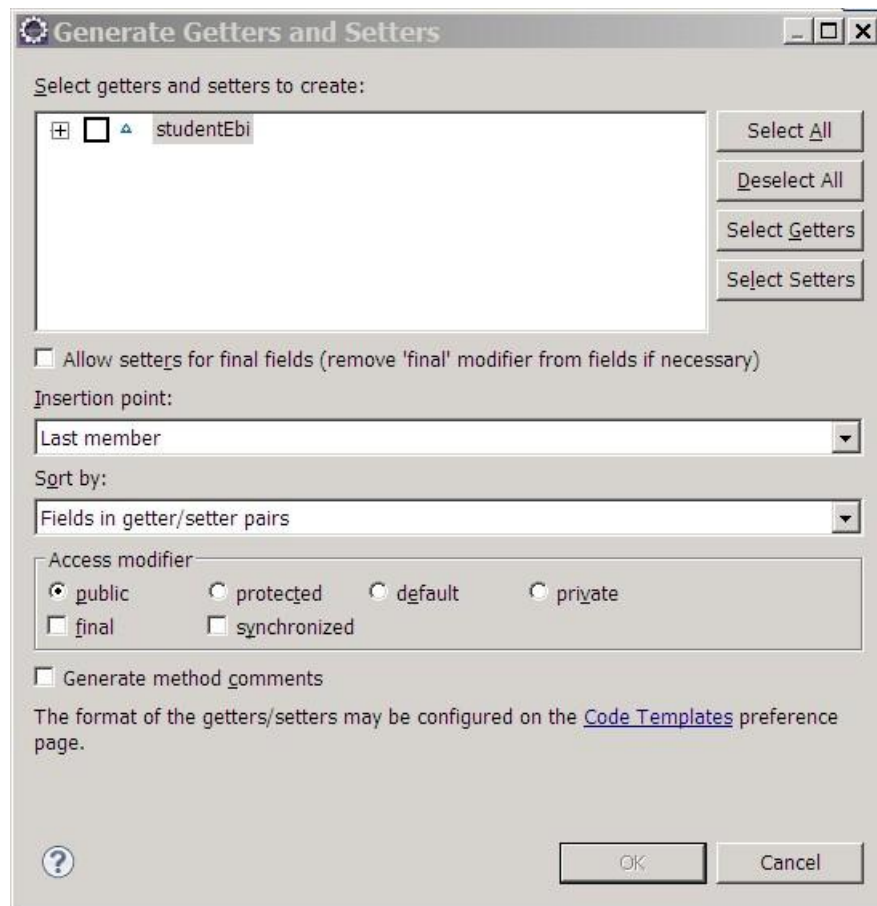 Generate Getters and Setters
Select getters and setters to create:
studentEbi
Select All
Deselect All
Select Getters
Select Setters
Allow setters for final fields (remove 'final' modifier from fields if necessary)
Insertion point:
Last member
Sort by:
Fields in getter/setter pairs
Access modifier
public protected default private
final synchronized
Generate method comments
The format of the getters/setters may be configured on the Code Templates preference
page.
OK Cancel